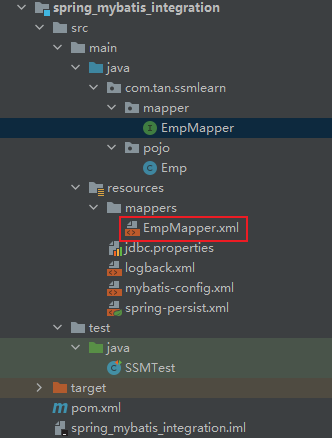 spring_mybatis_integration
src
main
java
com.tan.ssmlearn
mapper
EmpMapper
pojo
Emp
resources
mappers
EmpMapper.xml
jdbc.properties
logback.xml
mybatis-config.xml
spring-persist.xml
test
java
SSMTest
target
pom.xml
spring_mybatis_integration.iml